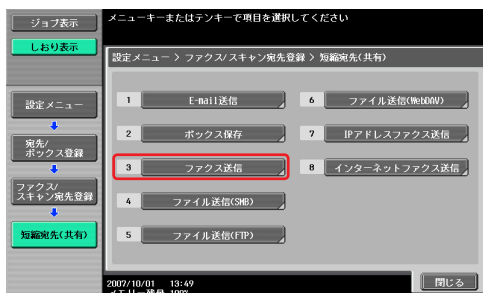 ジョブ表示
メニューキーまたはテンキーで項目を選択してください
しおり表示
設定メニュー > ファクス/スキャン宛先登録 > 短縮宛先(共有)
設定メニュー
宛先/
ボックス登録
ファクス/
スキャン宛先登録
短縮宛先(共有)
1 E-mail送信
2 ボックス保存
3 ファクス送信
4 ファイル送信(SMB)
5 ファイル送信(FTP)
6 ファイル送信(WebDAV)
7 IPアドレスファクス送信
8 インターネットファクス送信
2007/10/01 13:49
メモリー残量 100%
閉じる